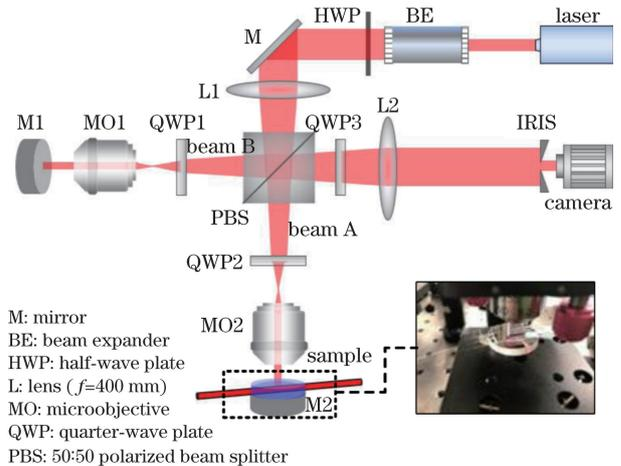 HWP
BE
laser
M
L1
L2
M1
MO1
QWP1
beam B
QWP3
IRIS
PBS
camera
beam A
QWP2
MO2
sample
M2
M: mirror
BE: beam expander
HWP: half-wave plate
L: lens (f=400 mm)
MO: microobjective
QWP: quarter-wave plate
PBS: 50:50 polarized beam splitter